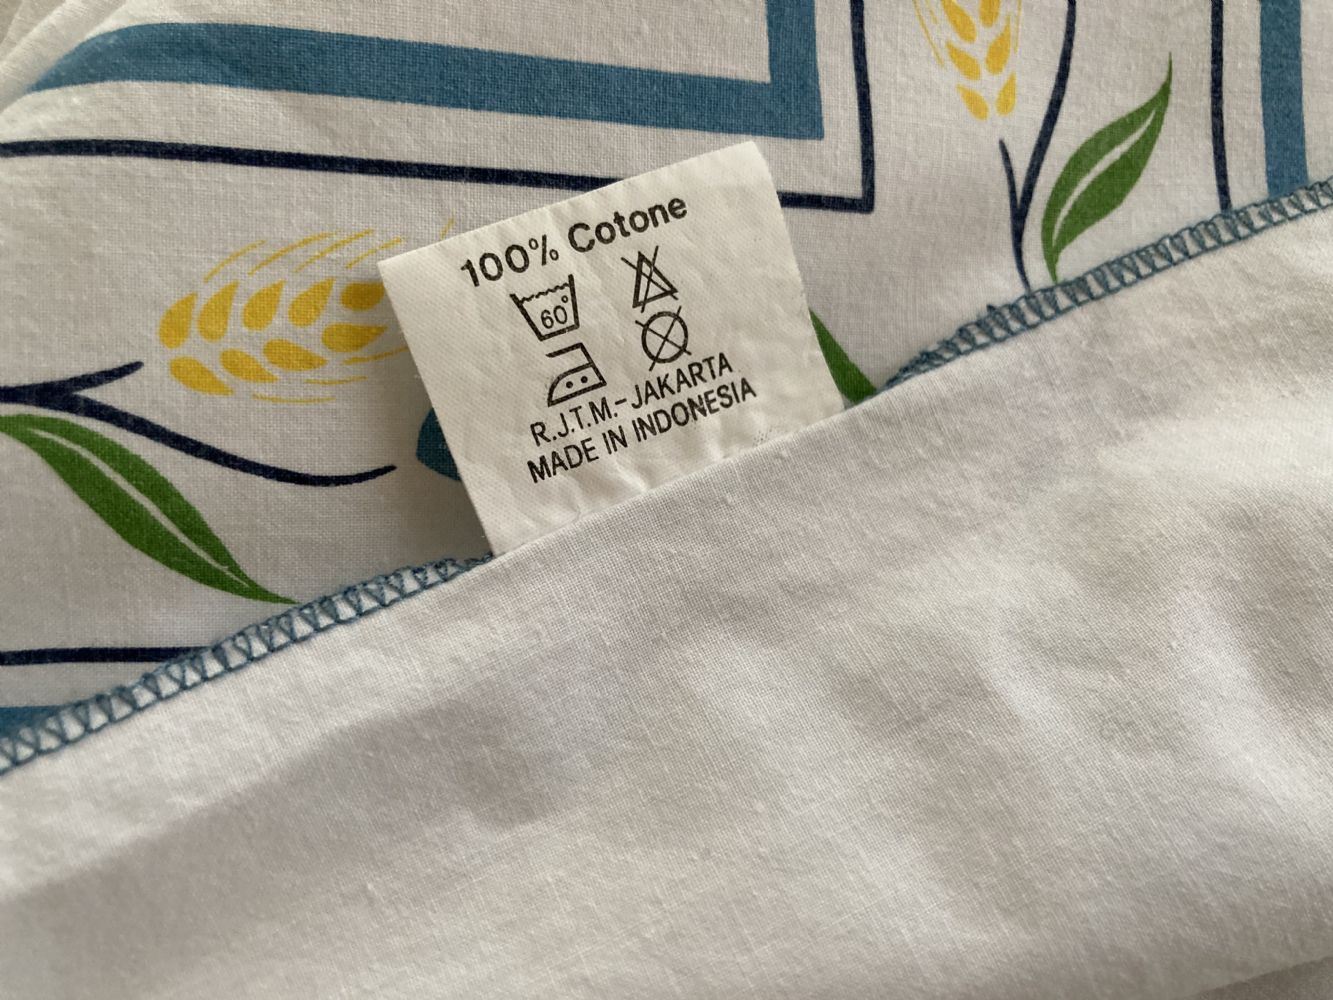 100% Cotone
60°
R.J.T.M.-JAKARTA
MADE IN INDONESIA